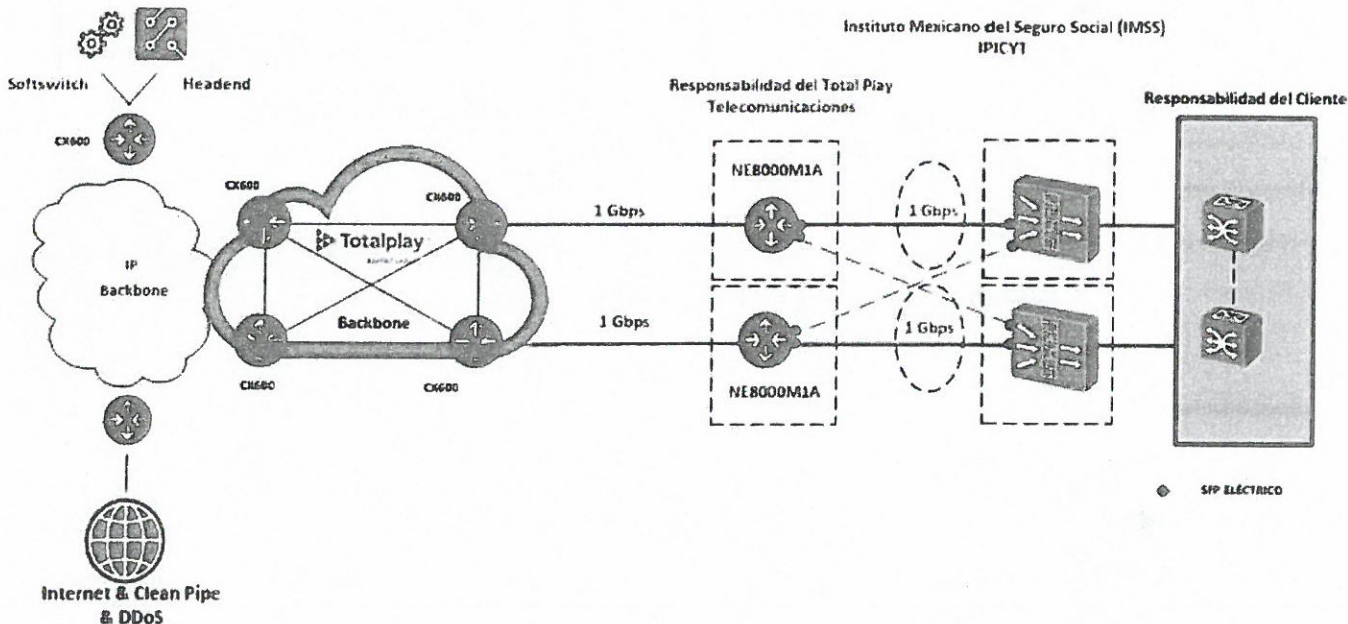 Instituto Mexicano del Seguro Social (IMSS)
IPICYT
Softswitch
Headend
Responsabilidad del Total Play
Telecomunicaciones
Responsabilidad del Cliente
CX600
CX600
CX600
NE8000M1A
1 Gbps
1 Gbps
Totalplay
IP
Backbone
Backbone
1 Gbps
1 Gbps
CX600
CX600
NE8000M1A
SFP ELÉCTRICO
Internet & Clean Pipe
& DDoS